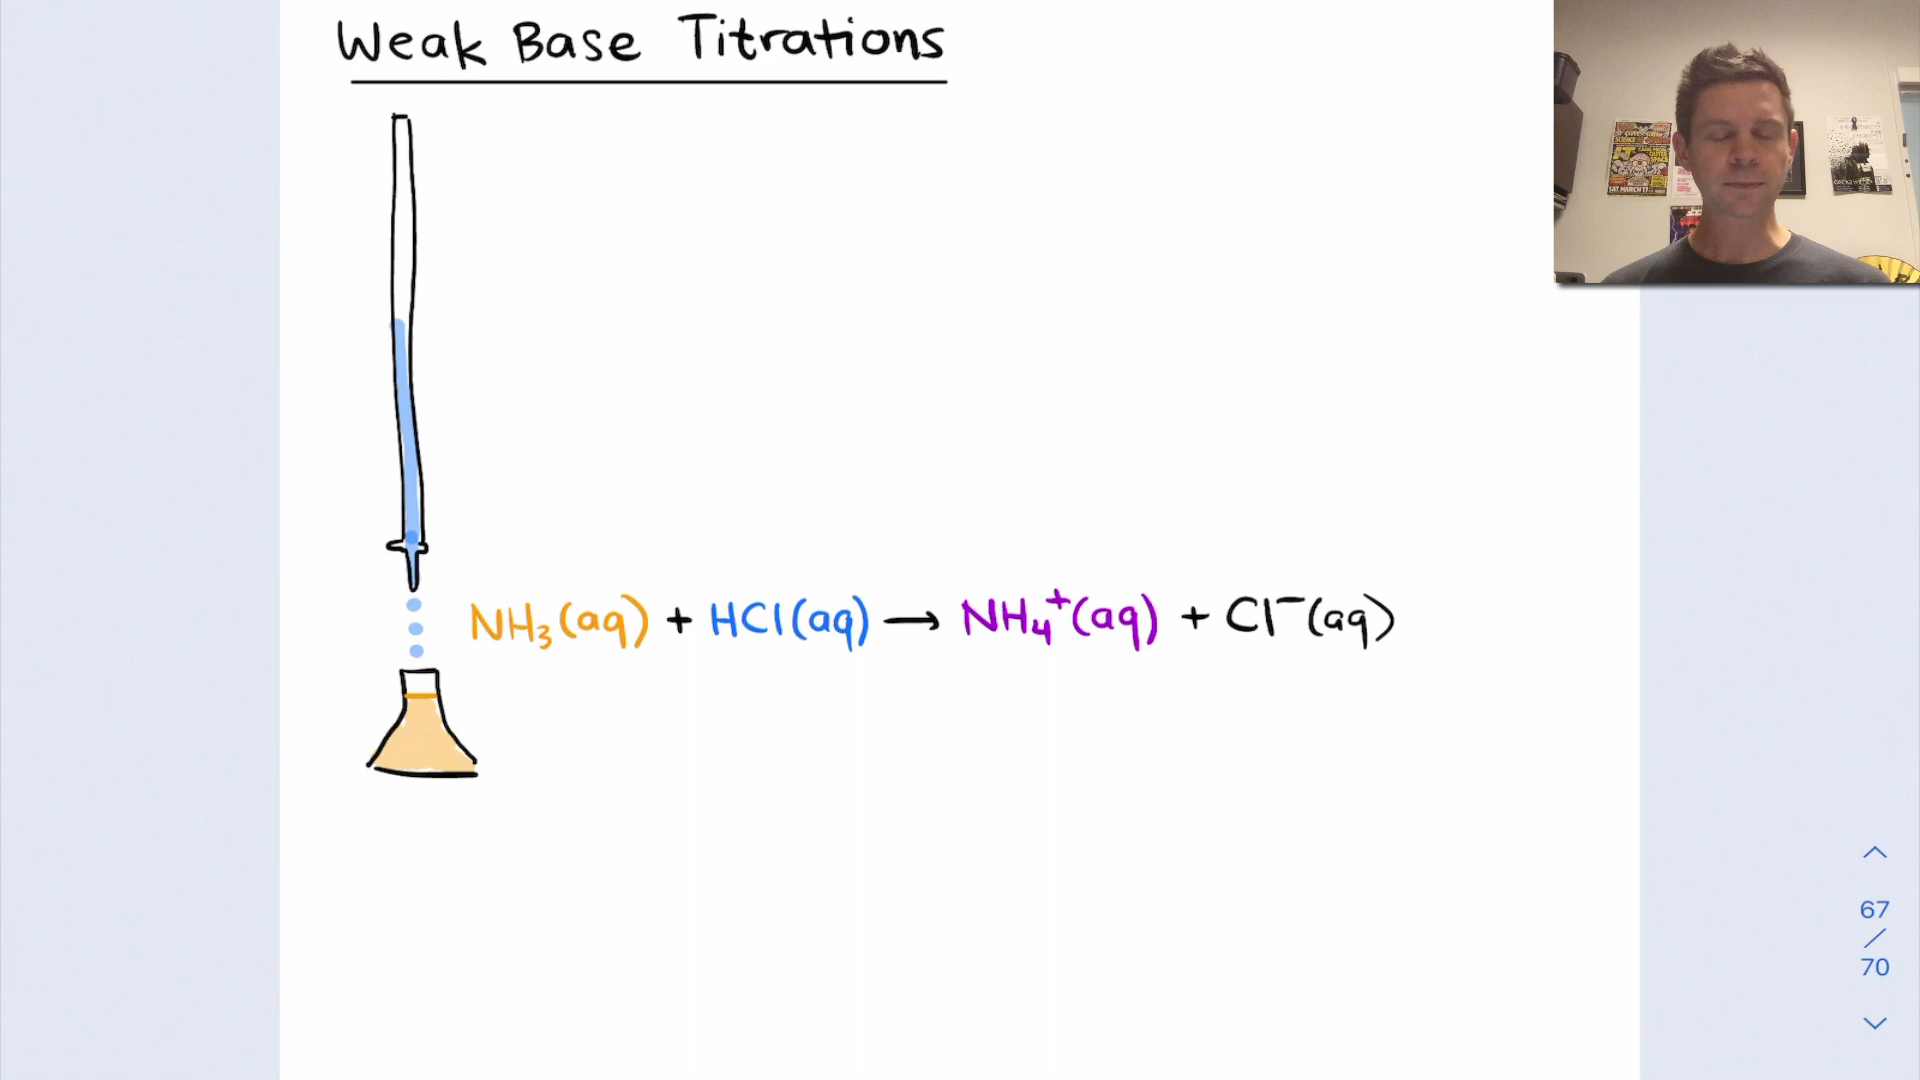 Weak Base Titrations
NH₃(aq) + HCl(aq) → NH₄⁺(aq) + Cl⁻(aq)
67
/
70